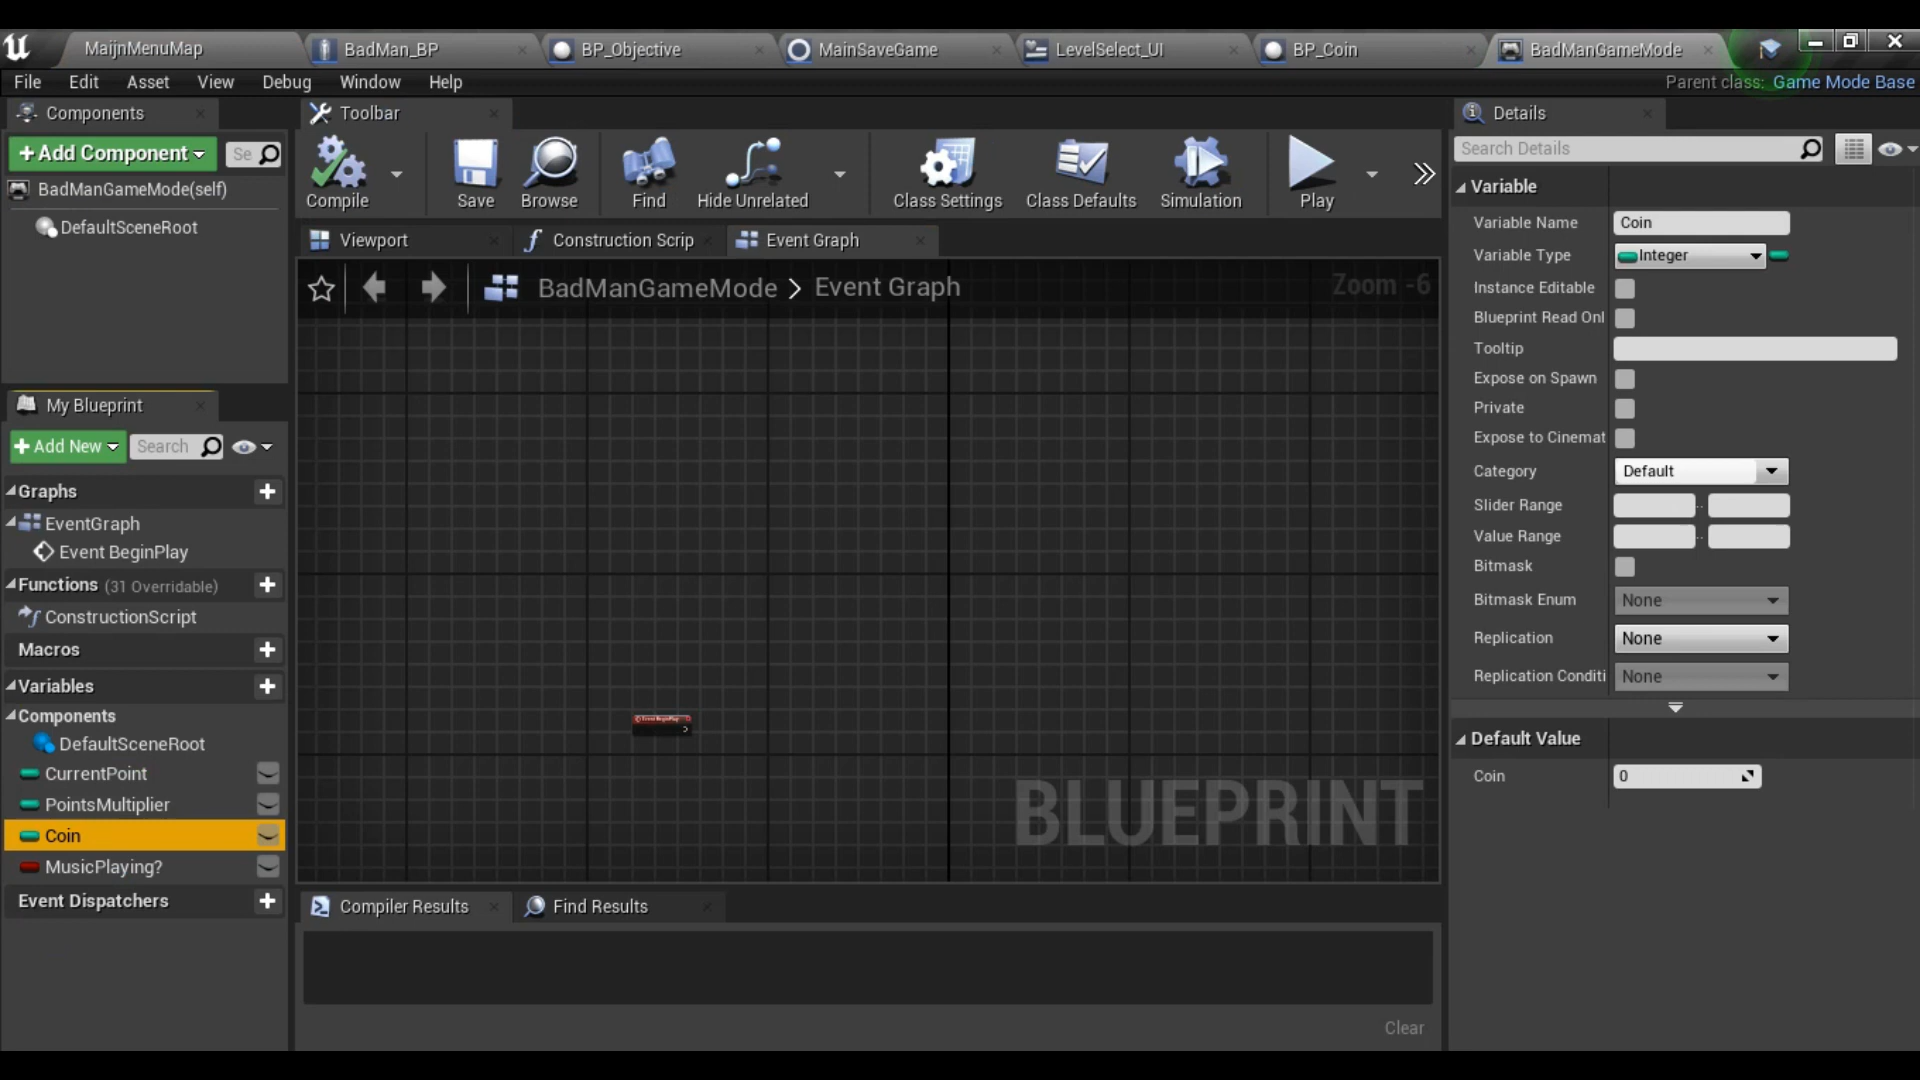 MaijnMenuMap
BadMan_BP
BP_Objective
MainSaveGame
LevelSelect_UI
BP_Coin
BadManGameMode
File Edit Asset View Debug Window Help
Parent class: Game Mode Base
Components
Toolbar
Details
+Add Component
Se
Compile
Save
Browse
Find
Hide Unrelated
Class Settings
Class Defaults
Simulation
Play
Search Details
BadManGameMode(self)
DefaultSceneRoot
Variable
Variable Name Coin
Variable Type Integer
Instance Editable
Blueprint Read Onl
Tooltip
Expose on Spawn
Private
Expose to Cinemat
Category Default
Slider Range
Value Range
Bitmask
Bitmask Enum None
Replication None
Replication Conditi None
Default Value
Coin 0
Viewport
Construction Scrip
Event Graph
BadManGameMode > Event Graph
Zoom -6
Event BeginPlay
BLUEPRINT
My Blueprint
+Add New
Search
Graphs
EventGraph
Event BeginPlay
Functions (31 Overridable)
ConstructionScript
Macros
Variables
Components
DefaultSceneRoot
CurrentPoint
PointsMultiplier
Coin
MusicPlaying?
Event Dispatchers
Compiler Results
Find Results
Clear